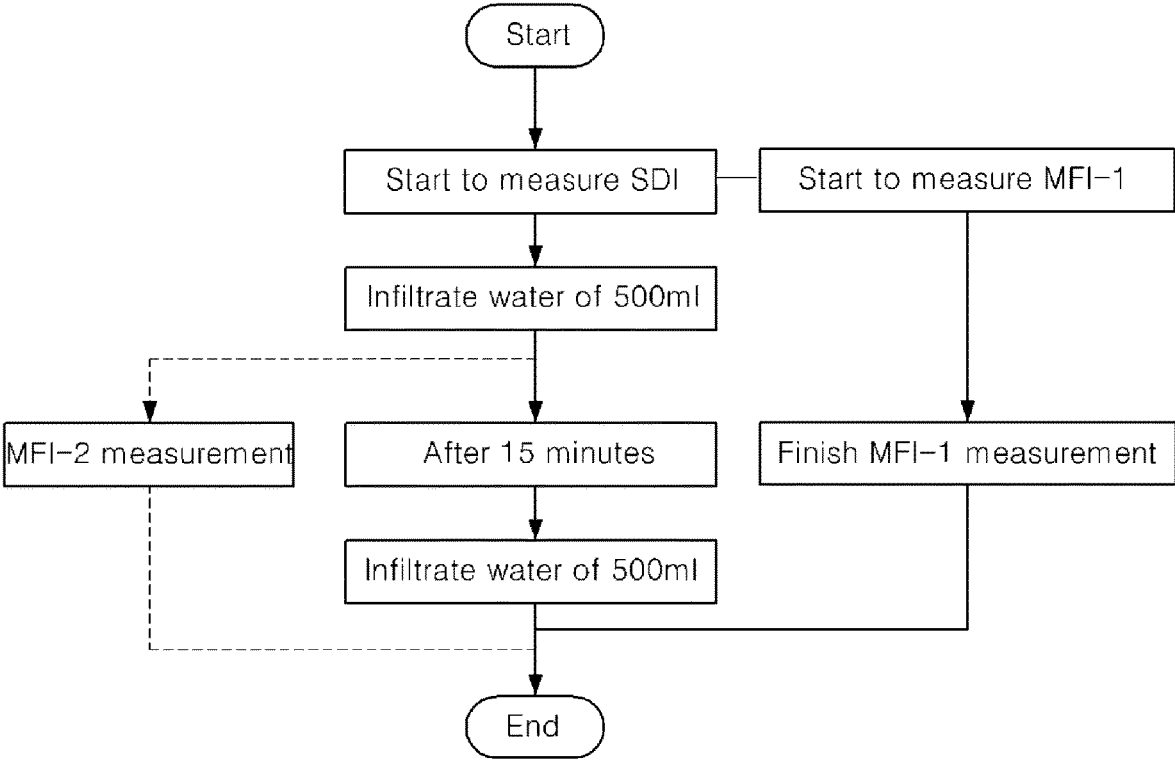 Start
Start to measure SDI
Start to measure MFI-1
Infiltrate water of 500ml
MFI-2 measurement
After 15 minutes
Finish MFI-1 measurement
Infiltrate water of 500ml
End